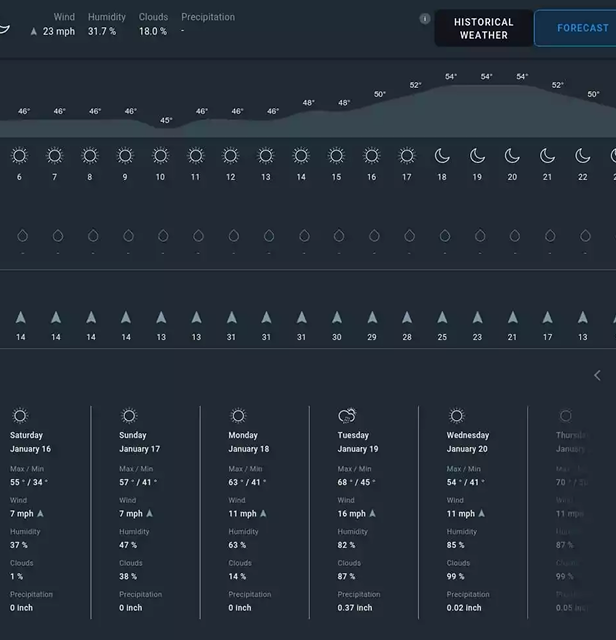 Wind Humidity Clouds Precipitation
23 mph 31.7 % 18.0 % -
i
HISTORICAL WEATHER
FORECAST
46° 46° 46° 46° 45° 46° 46° 46° 48° 48° 50° 52° 54° 54° 54° 52° 50°
6 7 8 9 10 11 12 13 14 15 16 17 18 19 20 21 22
- - - - - - - - - - - - - - - - -
14 14 14 14 13 13 31 31 31 30 29 28 25 23 21 17 13
Saturday
January 16
Max / Min
55 ° / 34 °
Wind
7 mph
Humidity
37 %
Clouds
1 %
Precipitation
0 inch
Sunday
January 17
Max / Min
57 ° / 41 °
Wind
7 mph
Humidity
47 %
Clouds
38 %
Precipitation
0 inch
Monday
January 18
Max / Min
63 ° / 41 °
Wind
11 mph
Humidity
63 %
Clouds
14 %
Precipitation
0 inch
Tuesday
January 19
Max / Min
68 ° / 45 °
Wind
16 mph
Humidity
82 %
Clouds
87 %
Precipitation
0.37 inch
Wednesday
January 20
Max / Min
54 ° / 41 °
Wind
11 mph
Humidity
85 %
Clouds
99 %
Precipitation
0.02 inch
Max / Min
70 ° /
Wind
11 mph
Humidity
87 %
Clouds
99 %
0.05